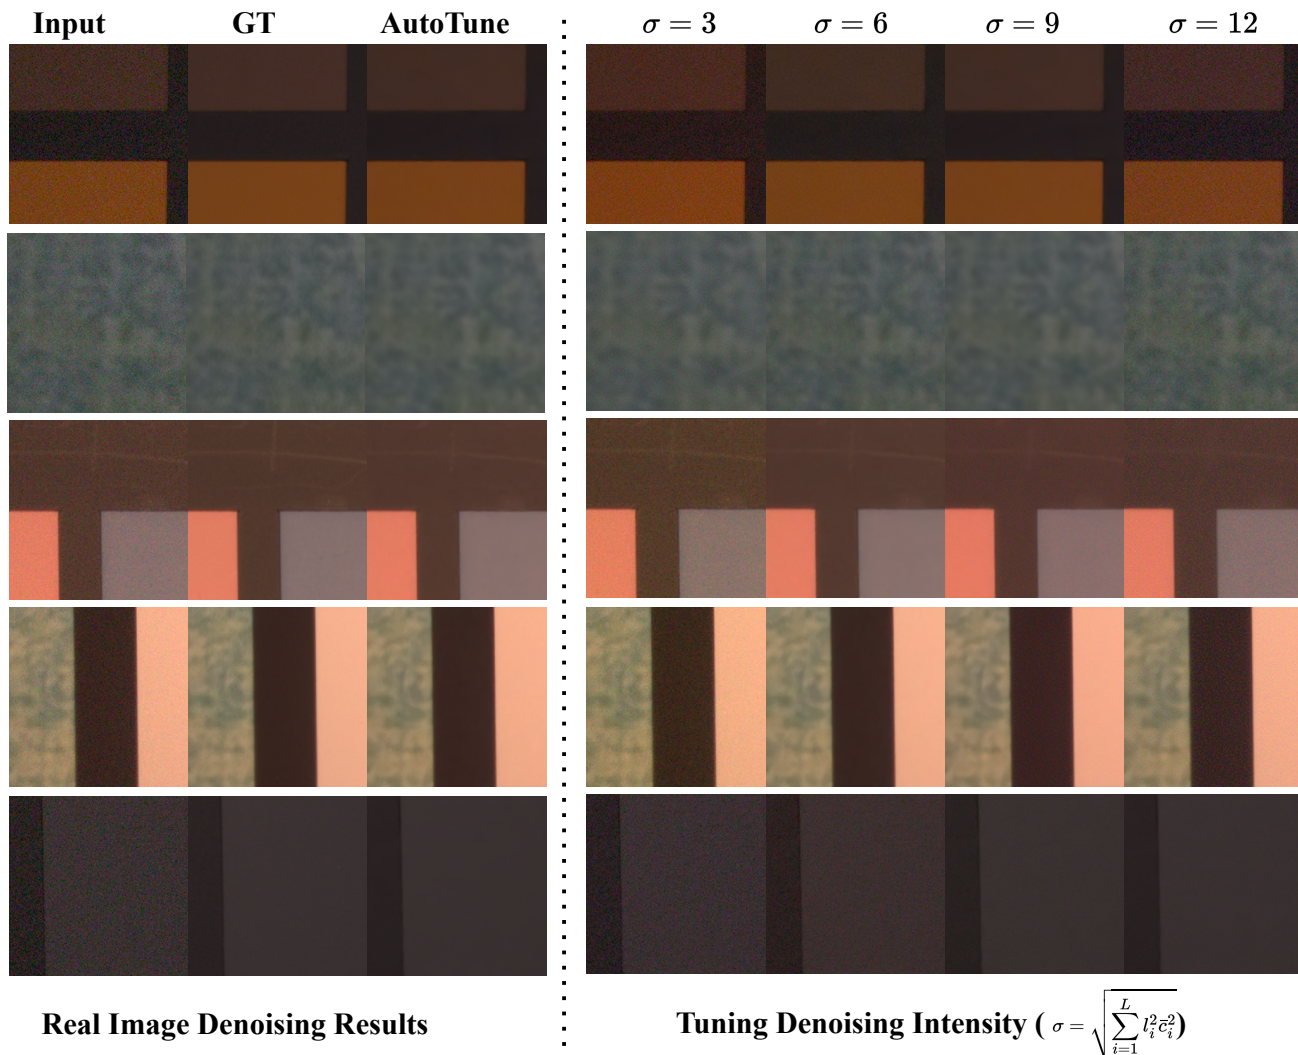 Input GT AutoTune σ = 3 σ = 6 σ = 9 σ = 12
Real Image Denoising Results
Tuning Denoising Intensity ( σ = √∑_{i=1}^{L} l_i^2 c̄_i^2 )